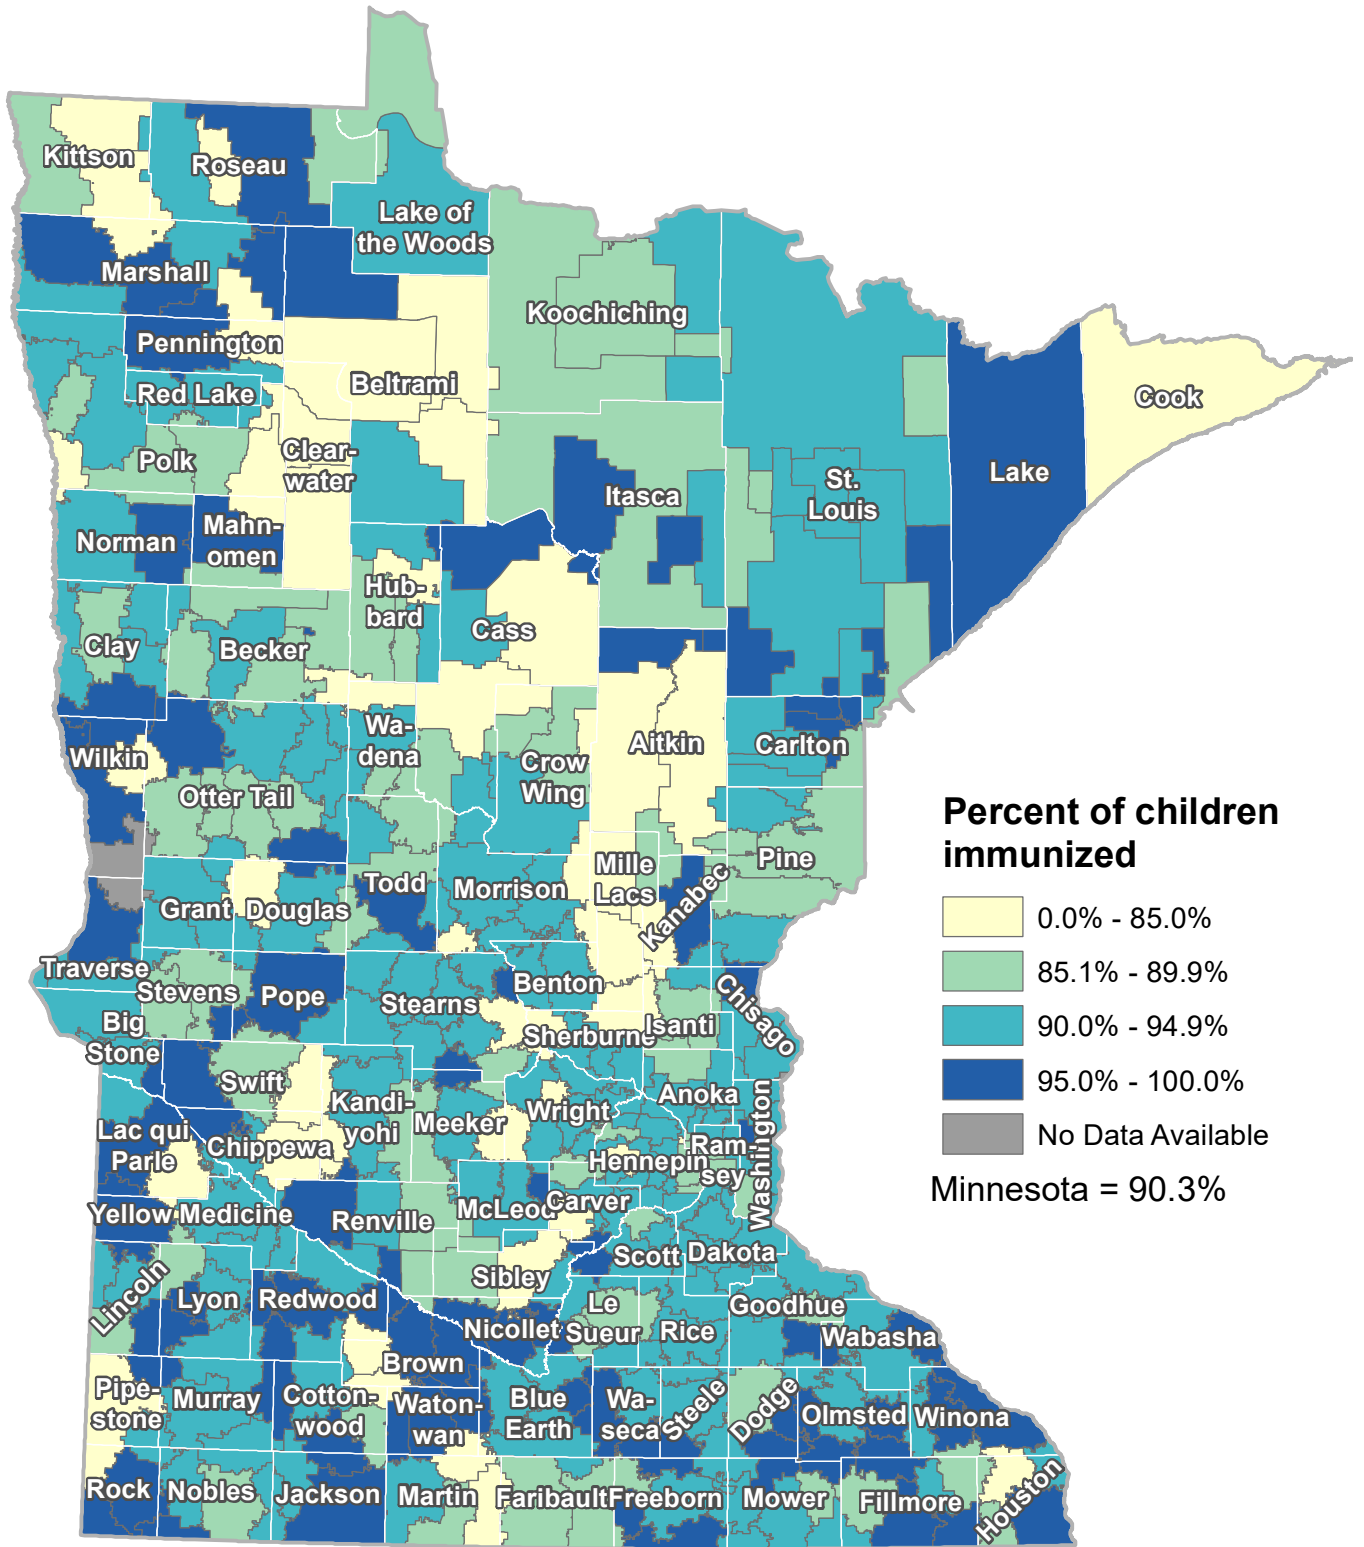 Kittson
Roseau
Lake of
the Woods
Marshall
Koochiching
Pennington
Beltrami
Red Lake
Cook
Polk
Clear-
water
Lake
St.
Louis
Itasca
Norman
Mahn-
omen
Hub-
bard
Cass
Clay
Becker
Wa-
dena
Aitkin
Carlton
Wilkin
Crow
Wing
Otter Tail
Percent of children
immunized
0.0% - 85.0%
85.1% - 89.9%
90.0% - 94.9%
95.0% - 100.0%
No Data Available
Minnesota = 90.3%
Mille
Lacs
Pine
Todd
Morrison
Kanabec
Grant
Douglas
Traverse
Stevens
Pope
Stearns
Benton
Chisago
Big
Stone
Sherburne
Isanti
Swift
Kandi-
yohi
Meeker
Wright
Anoka
Washington
Lac qui
Parle
Chippewa
Hennepin
Ram-
sey
Yellow Medicine
Renville
McLeod
Carver
Scott
Dakota
Sibley
Lincoln
Lyon
Redwood
Nicollet
Le
Sueur
Rice
Goodhue
Wabasha
Brown
Pipe-
stone
Murray
Cotton-
wood
Waton-
wan
Blue
Earth
Wa-
seca
Steele
Dodge
Olmsted
Winona
Rock
Nobles
Jackson
Martin
Faribault
Freeborn
Mower
Fillmore
Houston